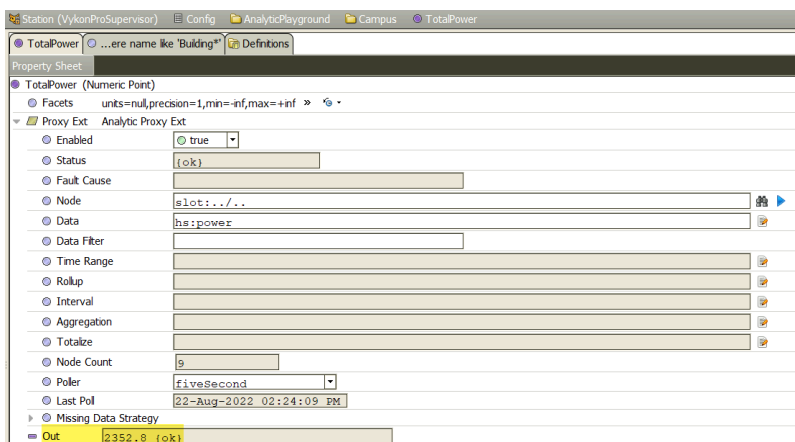 Station (VykonProSupervisor) Config AnalyticPlayground Campus TotalPower
TotalPower ...ere name like 'Building*' Definitions
Property Sheet
TotalPower (Numeric Point)
Facets units=null,precision=1,min=-inf,max=+inf »
Proxy Ext Analytic Proxy Ext
Enabled true
Status {ok}
Fault Cause
Node slot:../..
Data hs:power
Data Filter
Time Range
Rollup
Interval
Aggregation
Totalize
Node Count 9
Poller fiveSecond
Last Poll 22-Aug-2022 02:24:09 PM
Missing Data Strategy
Out 2352.8 {ok}